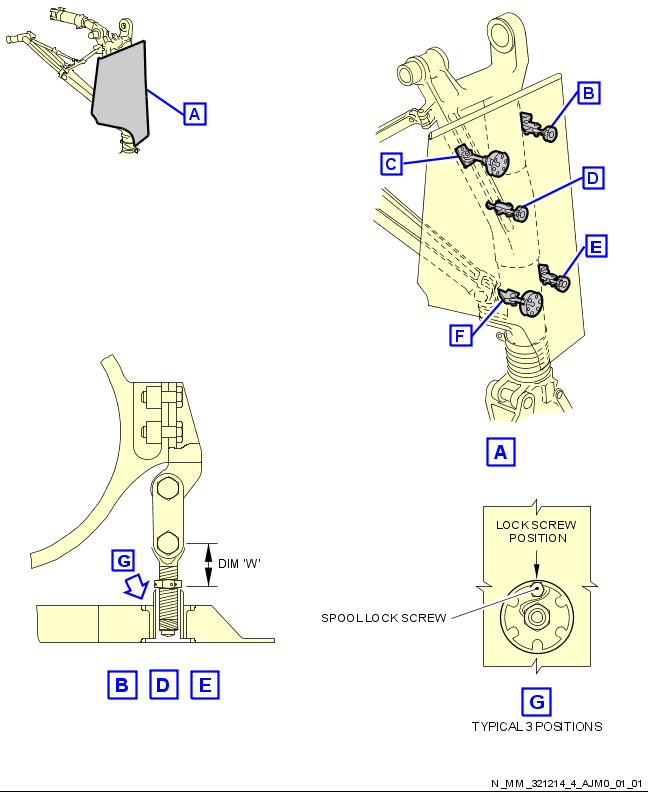 A
B
C
D
E
F
A
G
DIM 'W'
B D E
LOCK SCREW
POSITION
SPOOL LOCK SCREW
G
TYPICAL 3 POSITIONS
N_MM_321214_4_AJM0_01_01